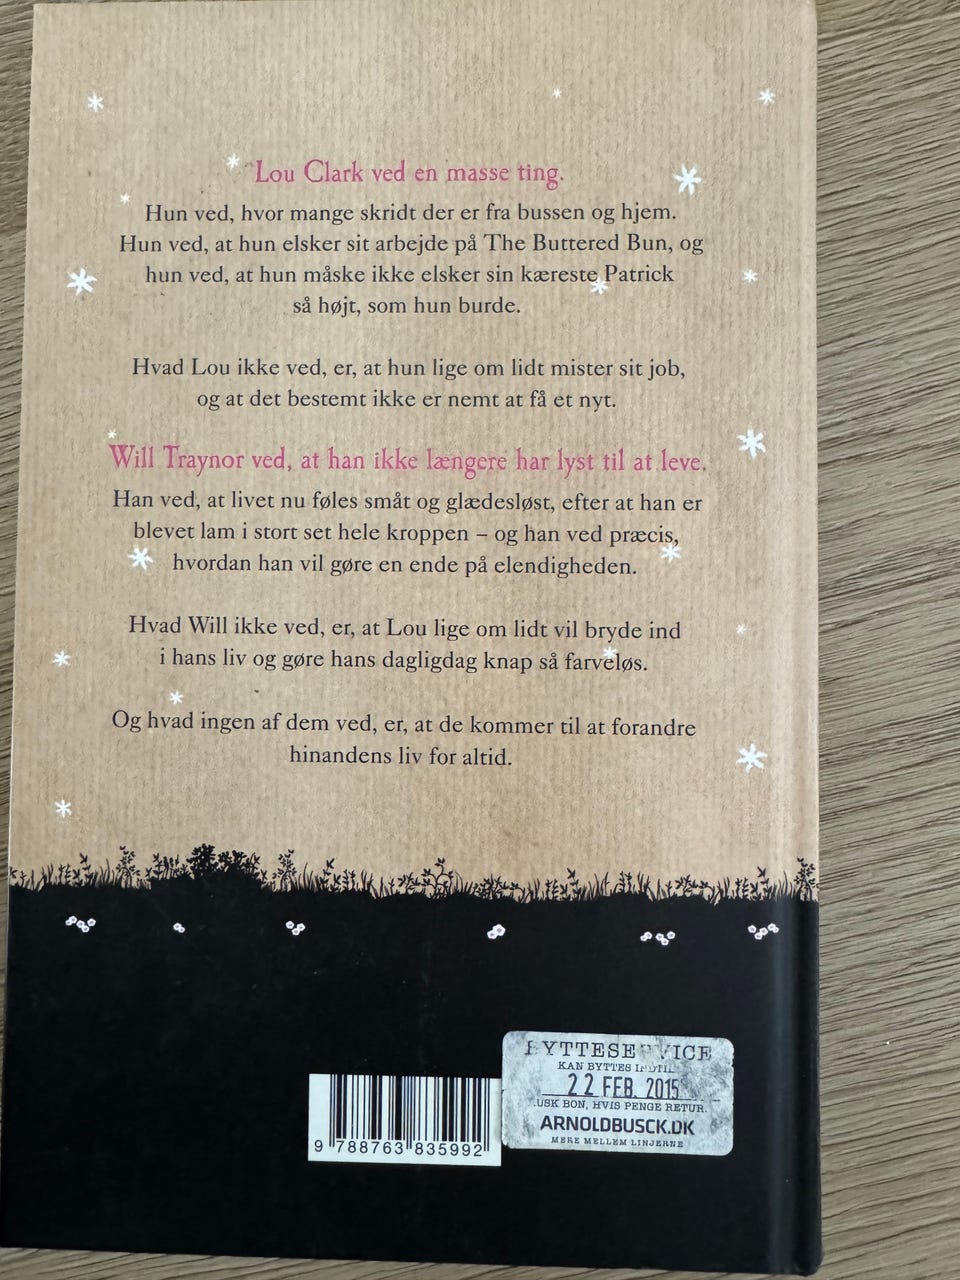 Lou Clark ved en masse ting.
Hun ved, hvor mange skridt der er fra bussen og hjem.
Hun ved, at hun elsker sit arbejde på The Buttered Bun, og
hun ved, at hun måske ikke elsker sin kæreste Patrick
så højt, som hun burde.
Hvad Lou ikke ved, er, at hun lige om lidt mister sit job,
og at det bestemt ikke er nemt at få et nyt.
Will Traynor ved, at han ikke længere har lyst til at leve.
Han ved, at livet nu føles småt og glædesløst, efter at han er
blevet lam i stort set hele kroppen – og han ved præcis,
hvordan han vil gøre en ende på elendigheden.
Hvad Will ikke ved, er, at Lou lige om lidt vil bryde ind
i hans liv og gøre hans dagligdag knap så farveløs.
Og hvad ingen af dem ved, er, at de kommer til at forandre
hinandens liv for altid.
KAN BYTTES
22 FEB. 2015
BON, HVIS PENGE RETUR.
ARNOLDBUSCK.DK
MERE MELLEM LINJERNE
9 788763 835992